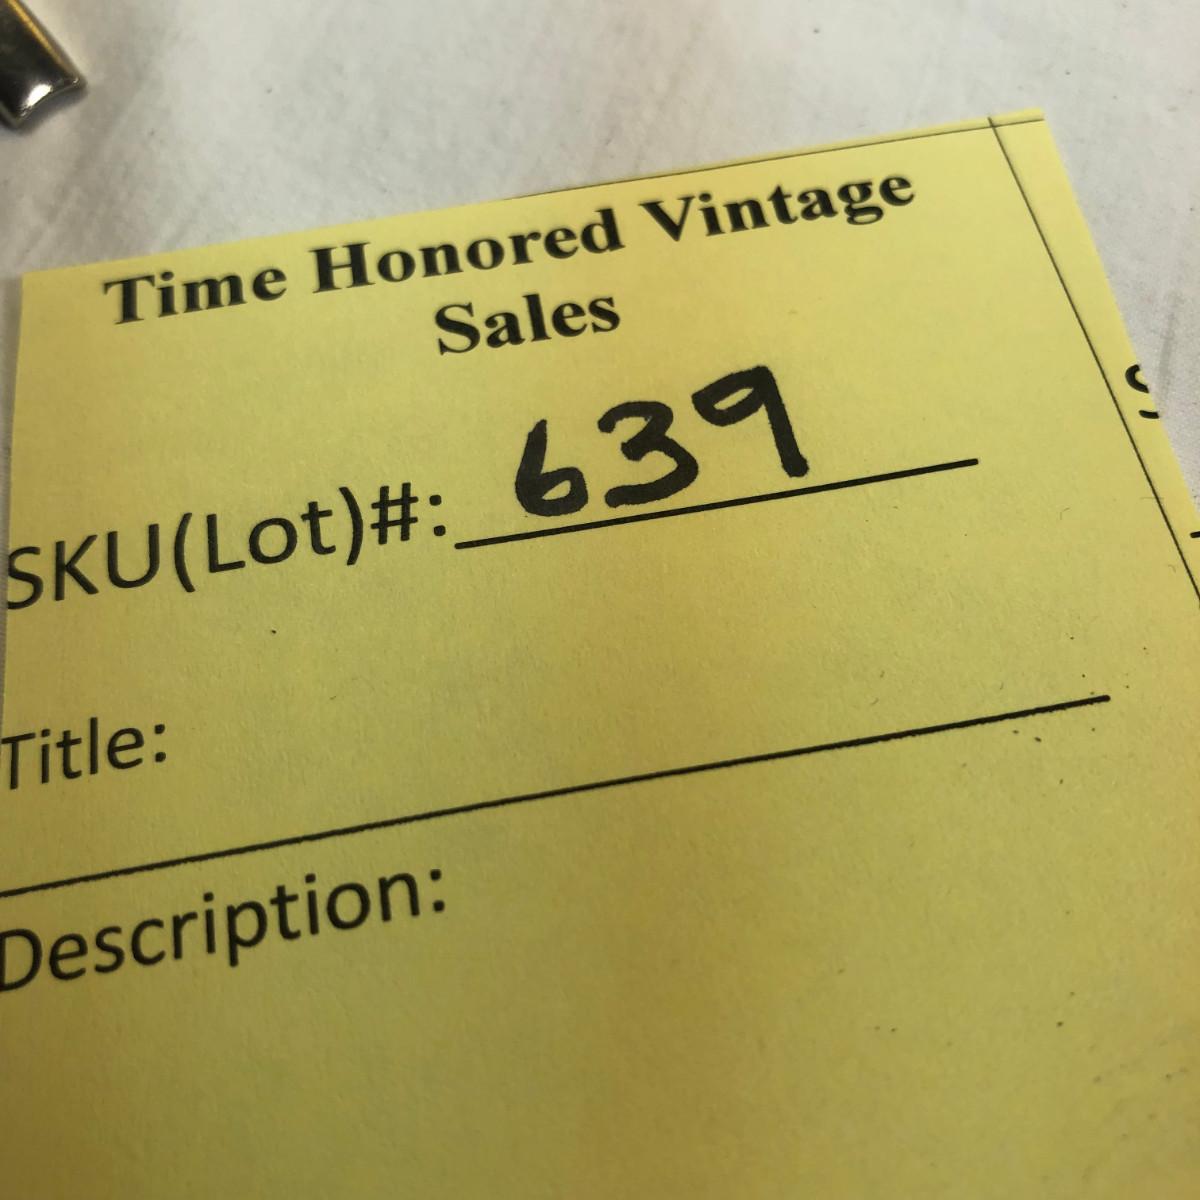 Time Honored Vintage
Sales
SKU(Lot)#: 639
Title:
Description: